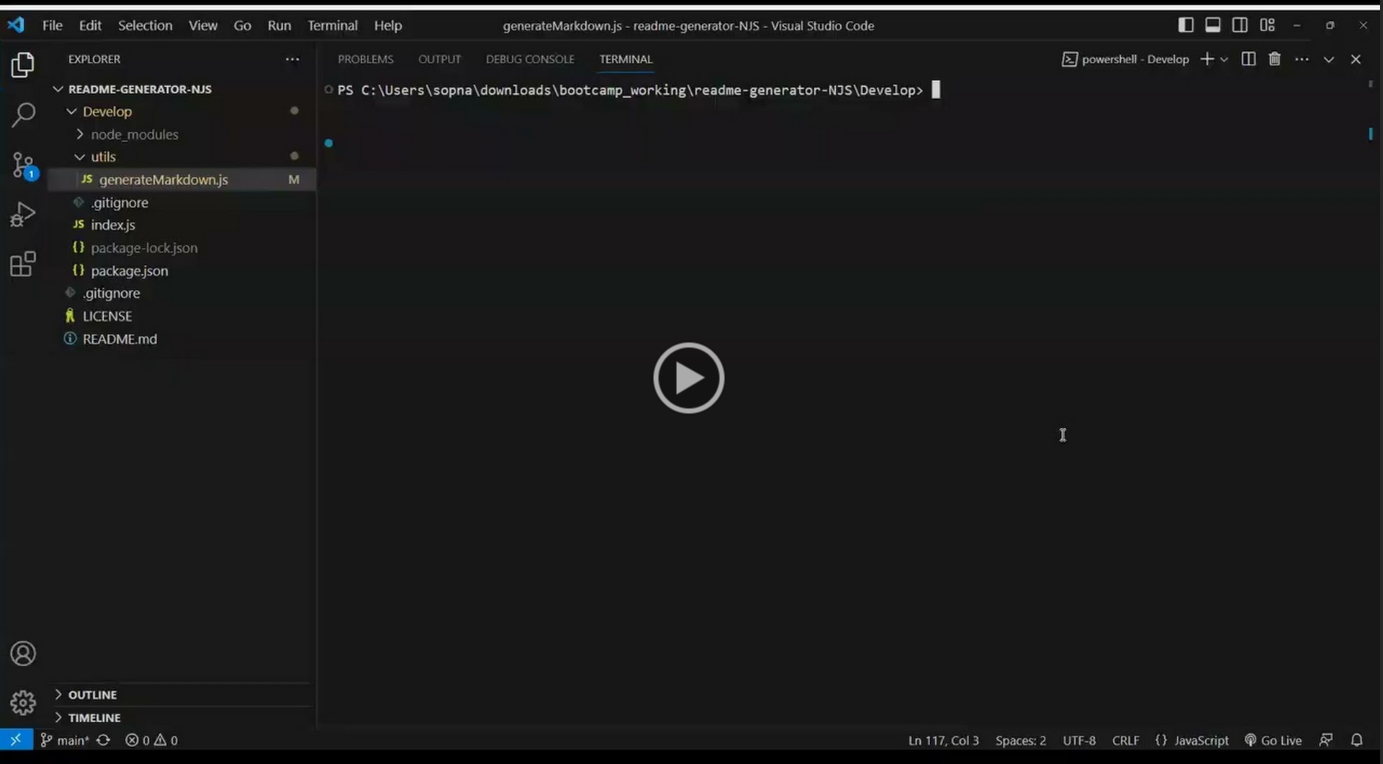 File Edit Selection View Go Run Terminal Help generateMarkdown.js - readme-generator-NJS - Visual Studio Code
EXPLORER
PROBLEMS OUTPUT DEBUG CONSOLE TERMINAL powershell - Develop
README-GENERATOR-NJS
PS C:\Users\sopna\downloads\bootcamp_working\readme-generator-NJS\Develop>
Develop
node_modules
utils
JS generateMarkdown.js M
.gitignore
JS index.js
{} package-lock.json
{} package.json
.gitignore
LICENSE
README.md
1
OUTLINE
TIMELINE
main* 0 0 Ln 117, Col 3 Spaces: 2 UTF-8 CRLF {} JavaScript Go Live